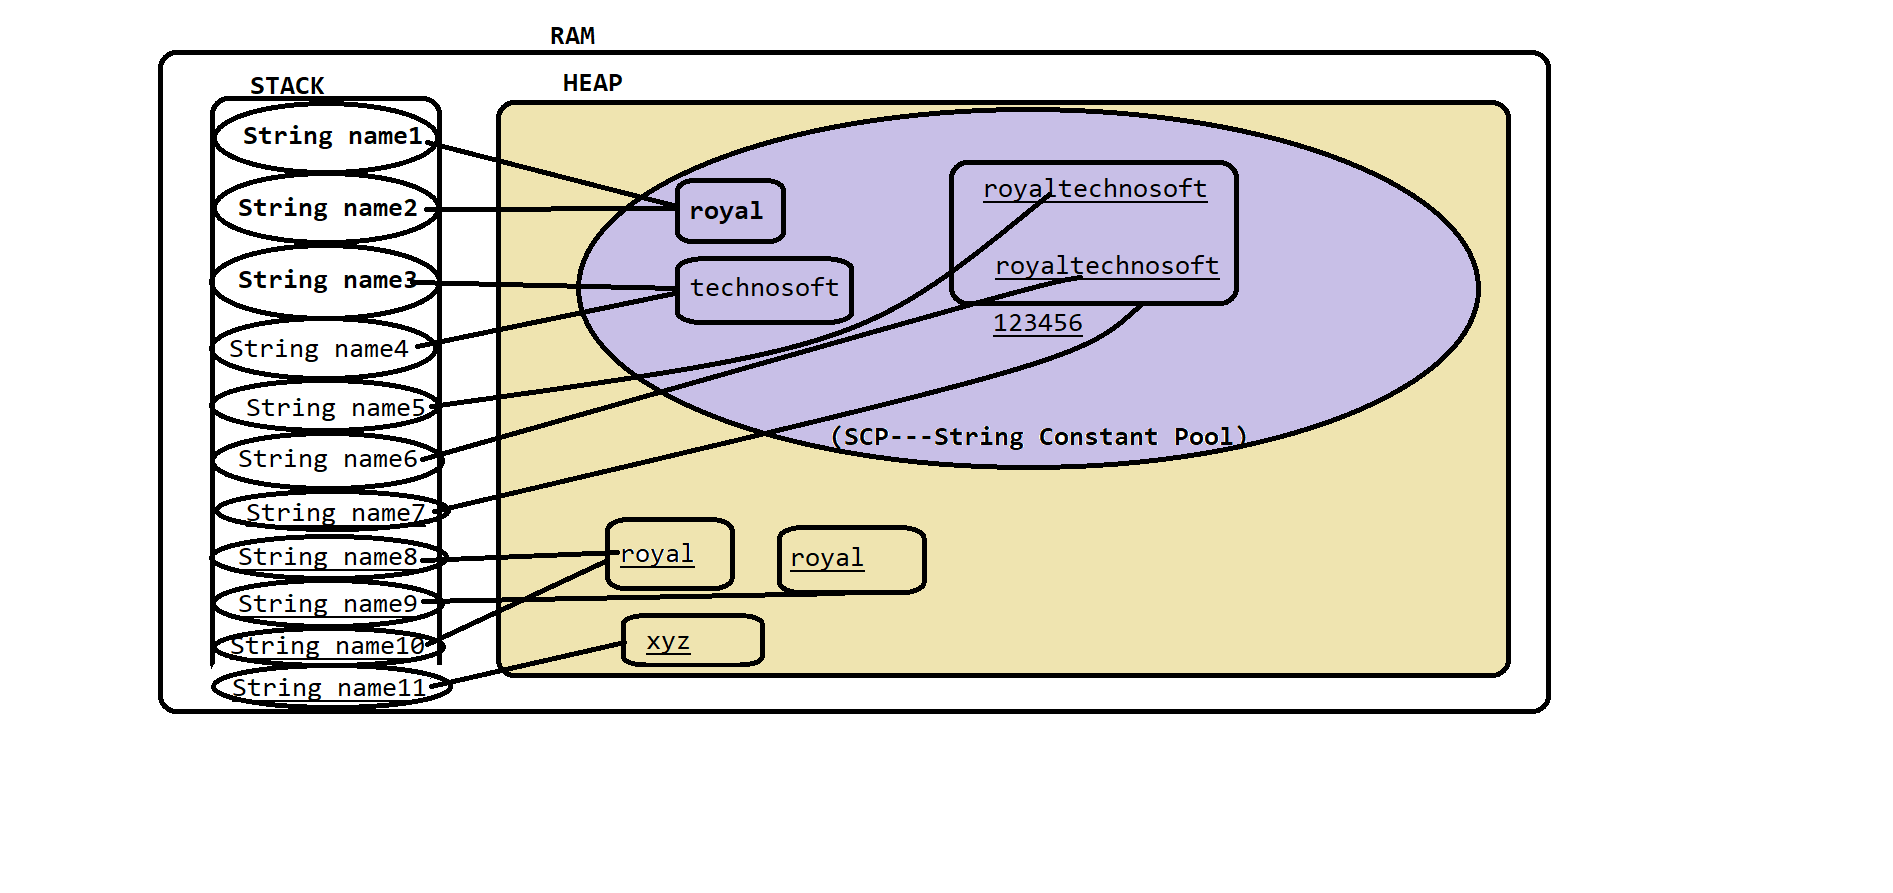 RAM
STACK
HEAP
String name1
String name2
String name3
String name4
String name5
String name6
String name7
String name8
String name9
String name10
String name11
royal
technosoft
royaltechnosoft
royaltechnosoft
123456
(SCP---String Constant Pool)
royal
royal
xyz